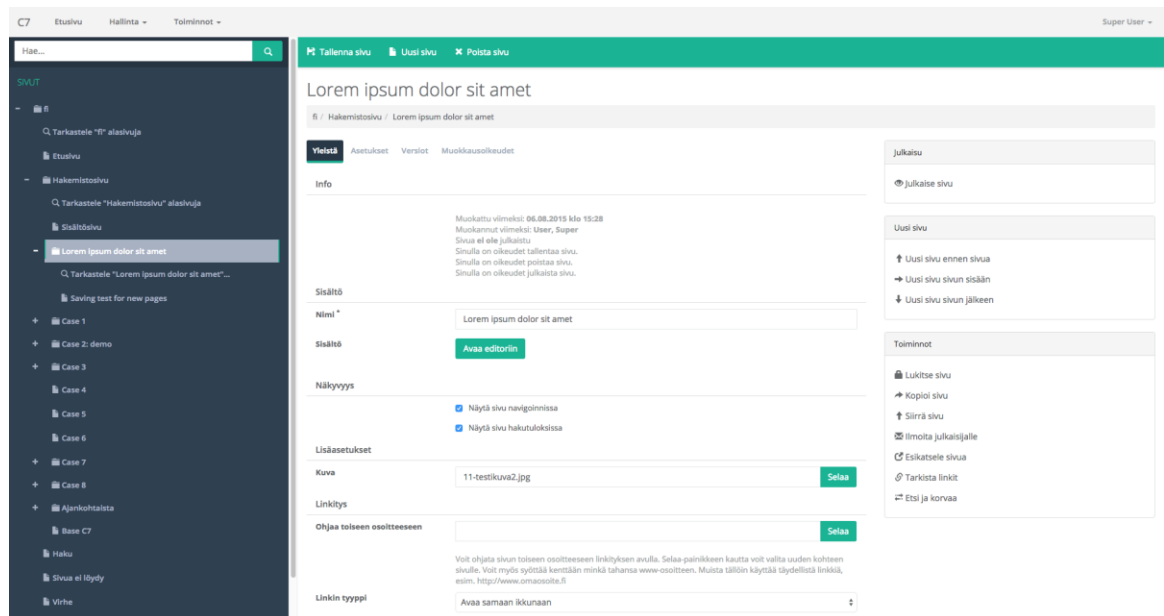 C7 Etusivu Hallinta Toiminnot Super User
Hae...
SIVUT
fi
Tarkastele "fi" alasivuja
Etusivu
Hakemistosivu
Tarkastele "Hakemistosivu" alasivuja
Sisältösivu
Lorem ipsum dolor sit amet
Tarkastele "Lorem ipsum dolor sit amet"...
Saving test for new pages
Case 1
Case 2: demo
Case 3
Case 4
Case 5
Case 6
Case 7
Case 8
Ajankohtaista
Base C7
Haku
Sivua ei löydy
Virhe
Tallenna sivu Uusi sivu Poista sivu
Lorem ipsum dolor sit amet
fi / Hakemistosivu / Lorem ipsum dolor sit amet
Yleistä Asetukset Versiot Muokkausoikeudet
Info
Muokattu viimeksi: 06.08.2015 klo 15:28
Muokannut viimeksi: User, Super
Sivua ei ole julkaistu
Sinulla on oikeudet tallentaa sivu.
Sinulla on oikeudet poistaa sivu.
Sinulla on oikeudet julkaista sivu.
Sisältö
Nimi * Lorem ipsum dolor sit amet
Sisältö Avaa editoriin
Näkyvyys
Näytä sivu navigoinnissa
Näytä sivu hakutuloksissa
Lisäasetukset
Kuva 11-testikuva2.jpg Selaa
Linkitys
Ohjaa toiseen osoitteeseen Selaa
Voit ohjata sivun toiseen osoitteeseen linkityksen avulla. Selaa-painikkeen kautta voit valita uuden kohteen
sivulle. Voit myös syöttää kenttään minkä tahansa www-osoitteen. Muista tällöin käyttää täydellistä linkkiä,
esim. http://www.omaosoite.fi
Linkin tyyppi Avaa samaan ikkunaan
Julkaisu
Julkaise sivu
Uusi sivu
Uusi sivu ennen sivua
Uusi sivu sivun sisään
Uusi sivu sivun jälkeen
Toiminnot
Lukitse sivu
Kopioi sivu
Siirrä sivu
Ilmoita julkaisijalle
Esikatsele sivua
Tarkista linkit
Etsi ja korvaa